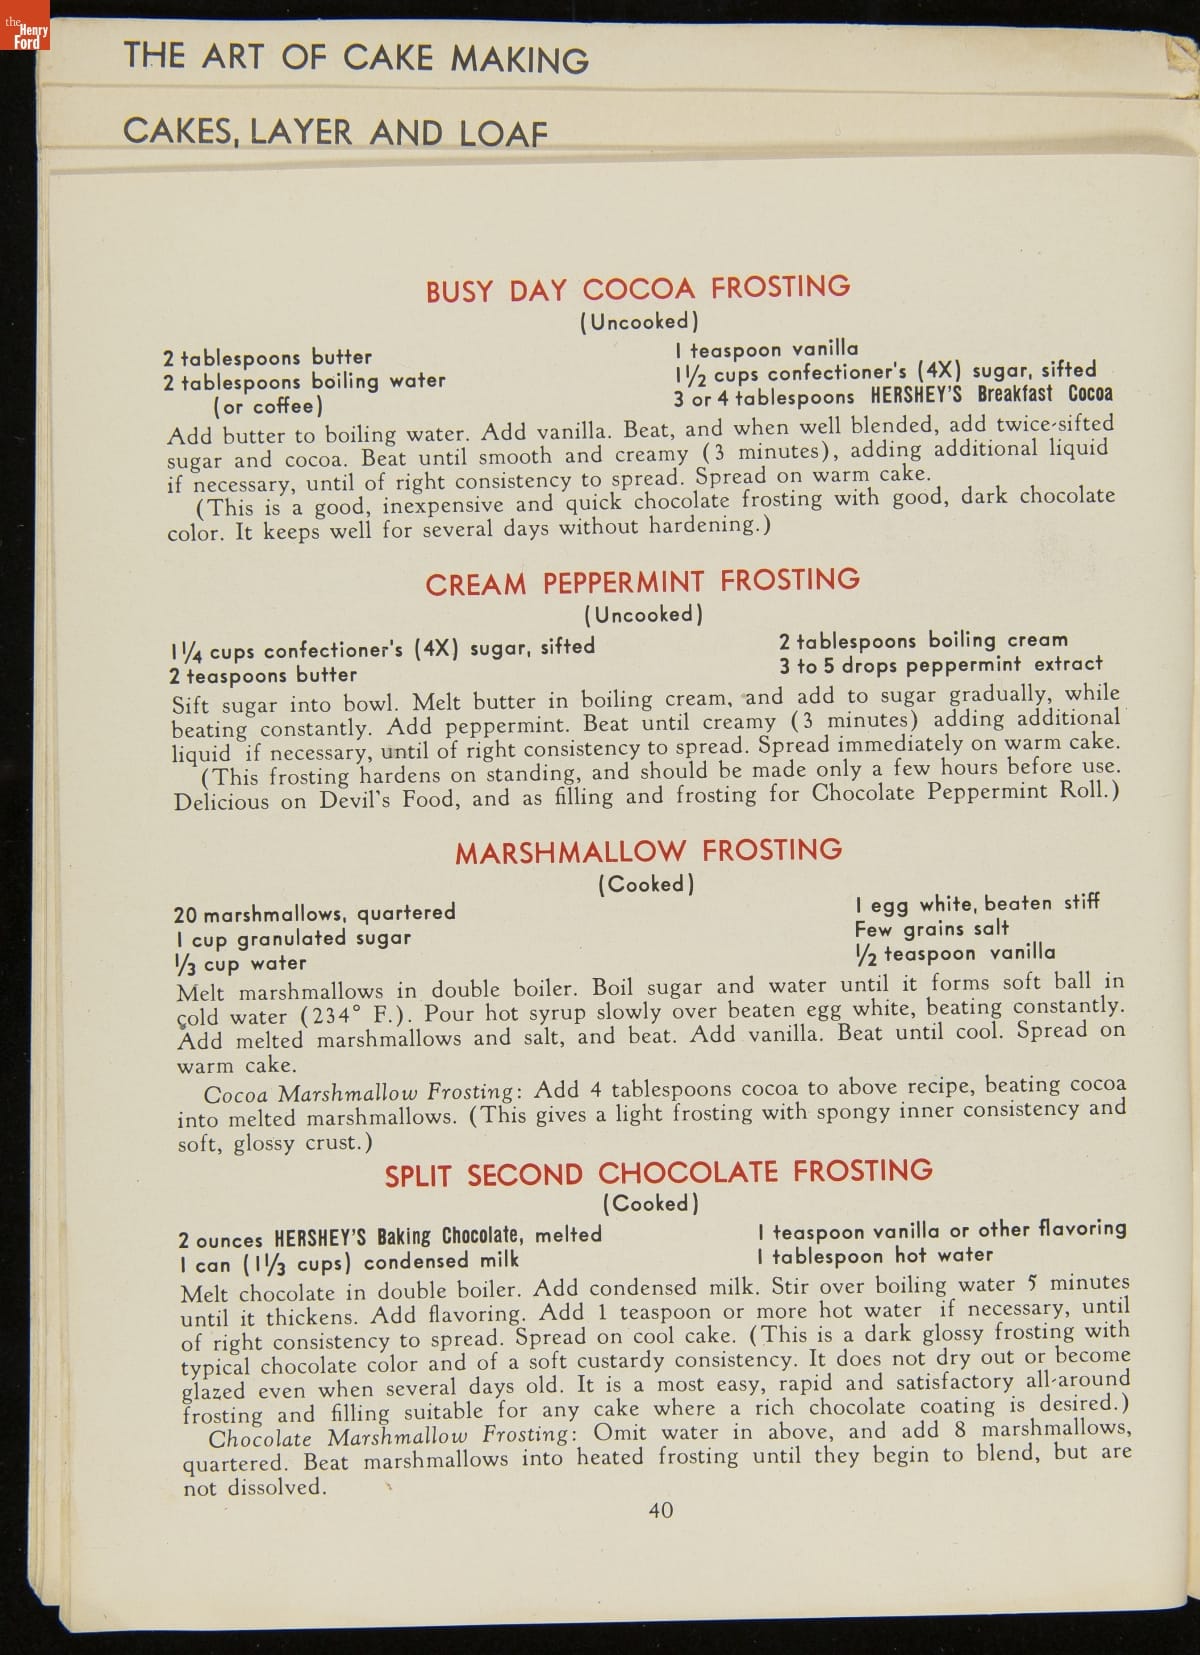 the
Henry
Ford
THE ART OF CAKE MAKING
CAKES, LAYER AND LOAF
BUSY DAY COCOA FROSTING
(Uncooked)
2 tablespoons butter
2 tablespoons boiling water
(or coffee)
1 teaspoon vanilla
1½ cups confectioner's (4X) sugar, sifted
3 or 4 tablespoons HERSHEY'S Breakfast Cocoa
Add butter to boiling water. Add vanilla. Beat, and when well blended, add twice-sifted
sugar and cocoa. Beat until smooth and creamy (3 minutes), adding additional liquid
if necessary, until of right consistency to spread. Spread on warm cake.
(This is a good, inexpensive and quick chocolate frosting with good, dark chocolate
color. It keeps well for several days without hardening.)
CREAM PEPPERMINT FROSTING
(Uncooked)
1¼ cups confectioner's (4X) sugar, sifted
2 teaspoons butter
2 tablespoons boiling cream
3 to 5 drops peppermint extract
Sift sugar into bowl. Melt butter in boiling cream, and add to sugar gradually, while
beating constantly. Add peppermint. Beat until creamy (3 minutes) adding additional
liquid if necessary, until of right consistency to spread. Spread immediately on warm cake.
(This frosting hardens on standing, and should be made only a few hours before use.
Delicious on Devil's Food, and as filling and frosting for Chocolate Peppermint Roll.)
MARSHMALLOW FROSTING
(Cooked)
20 marshmallows, quartered
1 cup granulated sugar
⅓ cup water
1 egg white, beaten stiff
Few grains salt
½ teaspoon vanilla
Melt marshmallows in double boiler. Boil sugar and water until it forms soft ball in
cold water (234° F.). Pour hot syrup slowly over beaten egg white, beating constantly.
Add melted marshmallows and salt, and beat. Add vanilla. Beat until cool. Spread on
warm cake.
Cocoa Marshmallow Frosting: Add 4 tablespoons cocoa to above recipe, beating cocoa
into melted marshmallows. (This gives a light frosting with spongy inner consistency and
soft, glossy crust.)
SPLIT SECOND CHOCOLATE FROSTING
(Cooked)
2 ounces HERSHEY'S Baking Chocolate, melted
1 can (1⅓ cups) condensed milk
1 teaspoon vanilla or other flavoring
1 tablespoon hot water
Melt chocolate in double boiler. Add condensed milk. Stir over boiling water 5 minutes
until it thickens. Add flavoring. Add 1 teaspoon or more hot water if necessary, until
of right consistency to spread. Spread on cool cake. (This is a dark glossy frosting with
typical chocolate color and of a soft custardy consistency. It does not dry out or become
glazed even when several days old. It is a most easy, rapid and satisfactory all-around
frosting and filling suitable for any cake where a rich chocolate coating is desired.)
Chocolate Marshmallow Frosting: Omit water in above, and add 8 marshmallows,
quartered. Beat marshmallows into heated frosting until they begin to blend, but are
not dissolved.
40